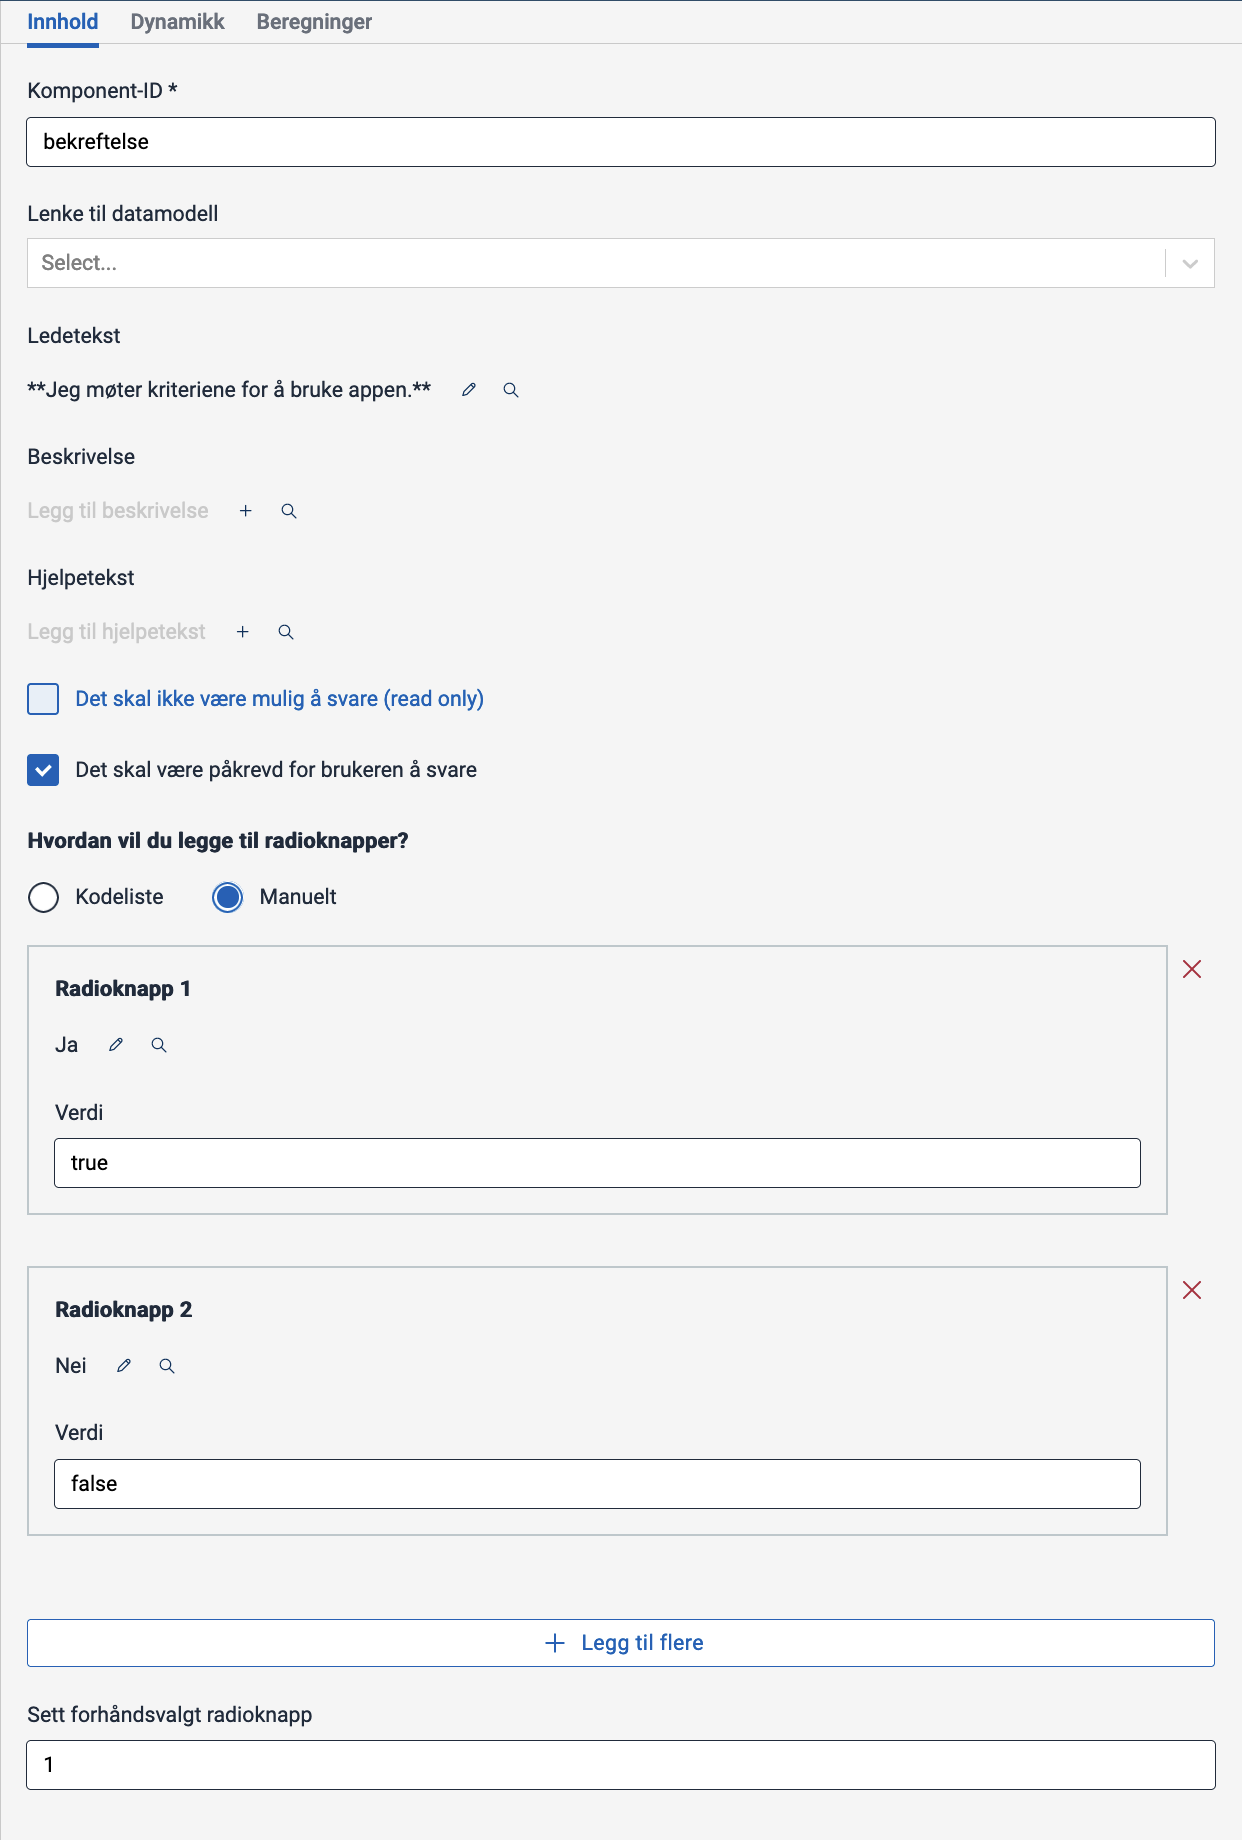 Innhold Dynamikk Beregninger
Komponent-ID *
bekreftelse
Lenke til datamodell
Select...
Ledetekst
**Jeg møter kriteriene for å bruke appen.**
Beskrivelse
Legg til beskrivelse
Hjelpetekst
Legg til hjelpetekst
Det skal ikke være mulig å svare (read only)
Det skal være påkrevd for brukeren å svare
Hvordan vil du legge til radioknapper?
Kodeliste Manuelt
Radioknapp 1
Ja
Verdi
true
Radioknapp 2
Nei
Verdi
false
Legg til flere
Sett forhåndsvalgt radioknapp
1